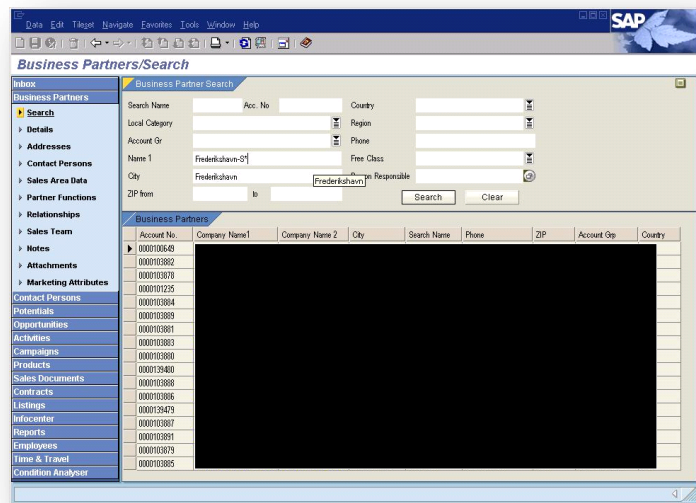 Data Edit Tileset Navigate Favorites Tools Window Help
SAP
Business Partners/Search
Inbox
Business Partners
Search
Details
Addresses
Contact Persons
Sales Area Data
Partner Functions
Relationships
Sales Team
Notes
Attachments
Marketing Attributes
Contact Persons
Potentials
Opportunities
Activities
Campaigns
Products
Sales Documents
Contracts
Listings
Infocenter
Reports
Employees
Time & Travel
Condition Analyser
Business Partner Search
Search Name Acc. No Country
Local Category Region
Account Gr Phone
Name 1 Frederikshavn-S* Free Class
City Frederikshavn Frederikshavn Responsible
ZIP from to Search Clear
Business Partners
Account No. Company Name1 Company Name 2 City Search Name Phone ZIP Account Grp Country
0000100649
0000103882
0000103878
0000101235
0000103884
0000103889
0000103881
0000103883
0000103880
0000139480
0000103888
0000103886
0000139479
0000103887
0000103891
0000103879
0000103885